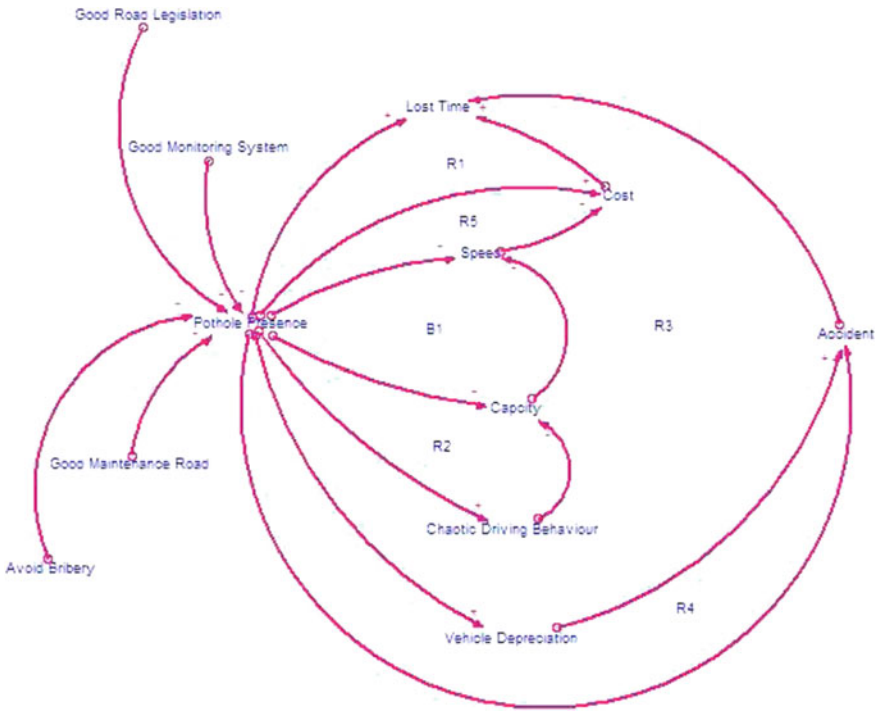 Good Road Legislation
Lost Time
Good Monitoring System
R1
Cost
R5
Speed
Pothole Presence
B1
R3
Accident
Capcity
R2
Good Maintenance Road
Chaotic Driving Behaviour
Avoid Bribery
R4
Vehicle Depreciation